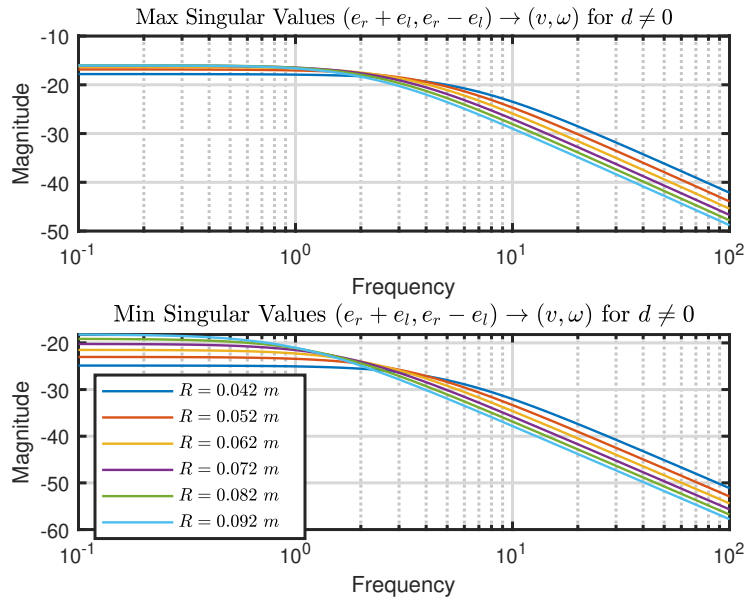 Max Singular Values $(e_r + e_l, e_r - e_l) \rightarrow (v, \omega)$ for $d \neq 0$
-10
-20
-30
-40
-50
Magnitude
10^{-1}
10^{0}
10^{1}
10^{2}
Frequency
Min Singular Values $(e_r + e_l, e_r - e_l) \rightarrow (v, \omega)$ for $d \neq 0$
-20
-30
-40
-50
-60
Magnitude
R = 0.042 m
R = 0.052 m
R = 0.062 m
R = 0.072 m
R = 0.082 m
R = 0.092 m
10^{-1}
10^{0}
10^{1}
10^{2}
Frequency